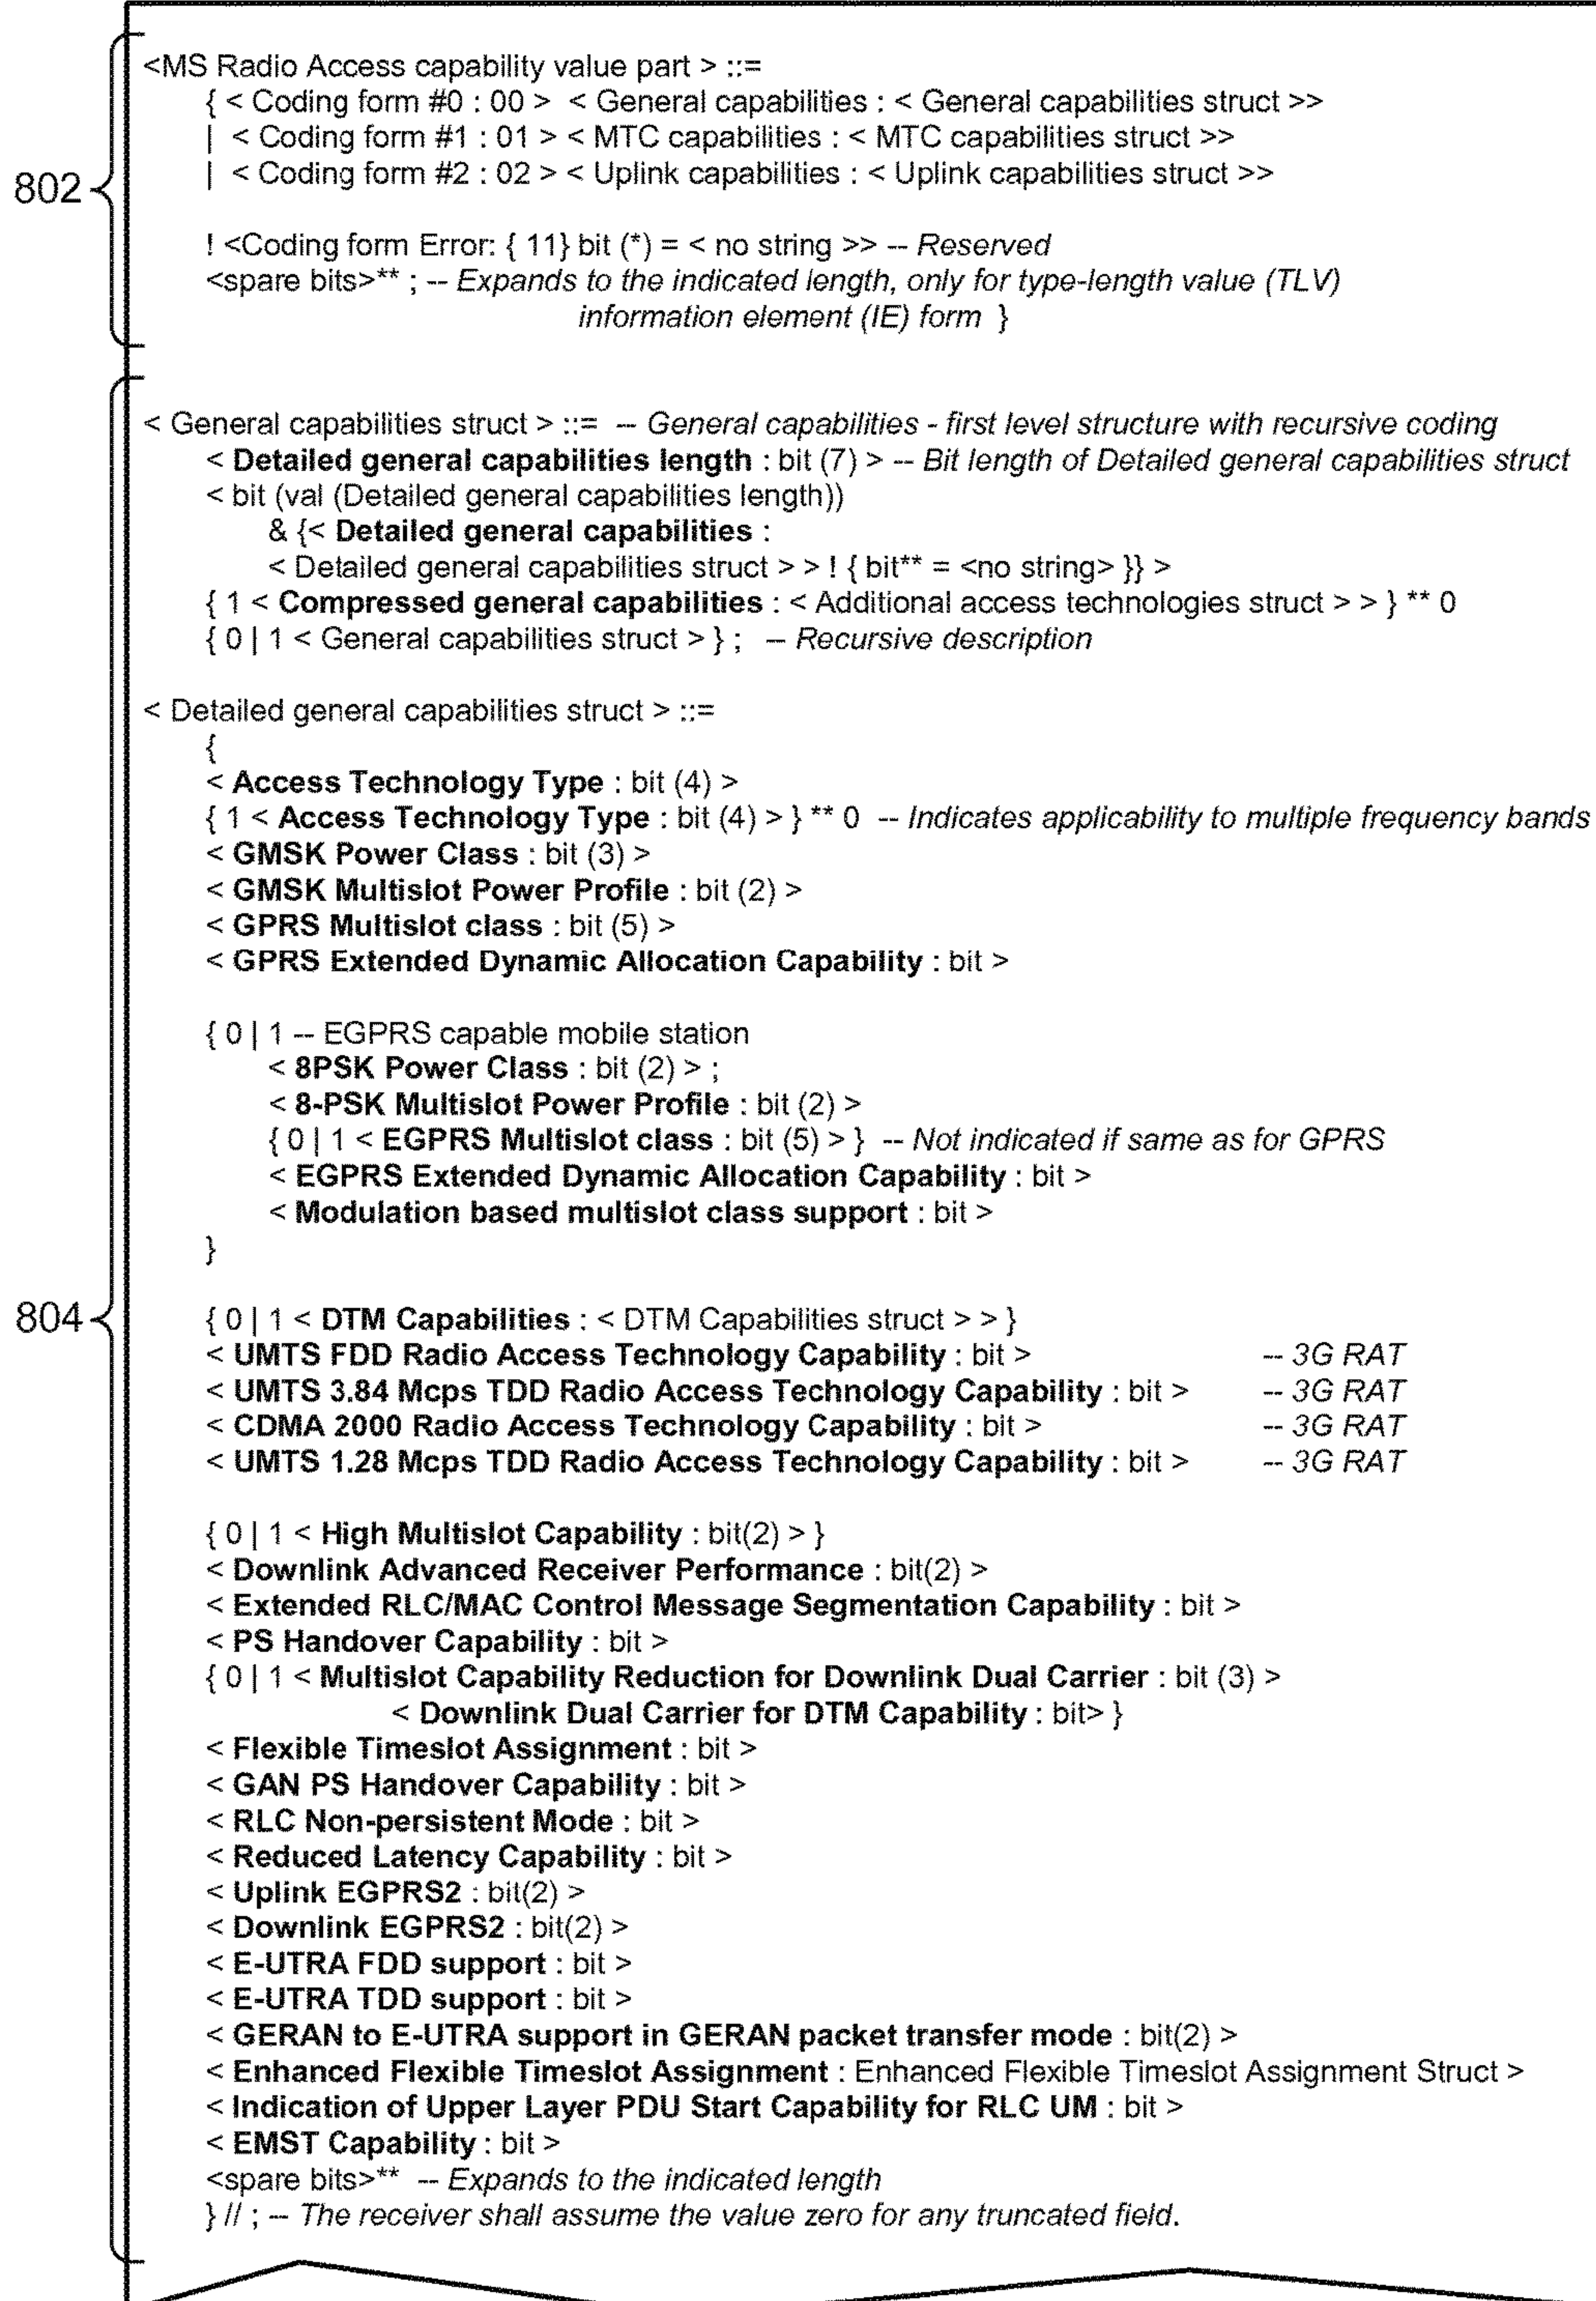 <MS Radio Access capability value part > ::=
{ < Coding form #0 : 00 > < General capabilities : < General capabilities struct >>
| < Coding form #1 : 01 > < MTC capabilities : < MTC capabilities struct >>
| < Coding form #2 : 02 > < Uplink capabilities : < Uplink capabilities struct >>
802
! <Coding form Error: { 11} bit (*) = < no string >> -- Reserved
<spare bits>** ; -- Expands to the indicated length, only for type-length value (TLV)
information element (IE) form }
< General capabilities struct > ::= -- General capabilities - first level structure with recursive coding
< Detailed general capabilities length : bit (7) > -- Bit length of Detailed general capabilities struct
< bit (val (Detailed general capabilities length))
& {< Detailed general capabilities :
< Detailed general capabilities struct > > ! { bit** = <no string> }} >
{ 1 < Compressed general capabilities : < Additional access technologies struct > > } ** 0
{ 0 | 1 < General capabilities struct > } ; -- Recursive description
< Detailed general capabilities struct > ::=
{
< Access Technology Type : bit (4) >
{ 1 < Access Technology Type : bit (4) > } ** 0 -- Indicates applicability to multiple frequency bands
< GMSK Power Class : bit (3) >
< GMSK Multislot Power Profile : bit (2) >
< GPRS Multislot class : bit (5) >
< GPRS Extended Dynamic Allocation Capability : bit >
{ 0 | 1 -- EGPRS capable mobile station
< 8PSK Power Class : bit (2) > ;
< 8-PSK Multislot Power Profile : bit (2) >
{ 0 | 1 < EGPRS Multislot class : bit (5) > } -- Not indicated if same as for GPRS
< EGPRS Extended Dynamic Allocation Capability : bit >
< Modulation based multislot class support : bit >
}
804
{ 0 | 1 < DTM Capabilities : < DTM Capabilities struct > > }
< UMTS FDD Radio Access Technology Capability : bit > -- 3G RAT
< UMTS 3.84 Mcps TDD Radio Access Technology Capability : bit > -- 3G RAT
< CDMA 2000 Radio Access Technology Capability : bit > -- 3G RAT
< UMTS 1.28 Mcps TDD Radio Access Technology Capability : bit > -- 3G RAT
{ 0 | 1 < High Multislot Capability : bit(2) > }
< Downlink Advanced Receiver Performance : bit(2) >
< Extended RLC/MAC Control Message Segmentation Capability : bit >
< PS Handover Capability : bit >
{ 0 | 1 < Multislot Capability Reduction for Downlink Dual Carrier : bit (3) >
< Downlink Dual Carrier for DTM Capability : bit> }
< Flexible Timeslot Assignment : bit >
< GAN PS Handover Capability : bit >
< RLC Non-persistent Mode : bit >
< Reduced Latency Capability : bit >
< Uplink EGPRS2 : bit(2) >
< Downlink EGPRS2 : bit(2) >
< E-UTRA FDD support : bit >
< E-UTRA TDD support : bit >
< GERAN to E-UTRA support in GERAN packet transfer mode : bit(2) >
< Enhanced Flexible Timeslot Assignment : Enhanced Flexible Timeslot Assignment Struct >
< Indication of Upper Layer PDU Start Capability for RLC UM : bit >
< EMST Capability : bit >
<spare bits>** -- Expands to the indicated length
} // ; -- The receiver shall assume the value zero for any truncated field.